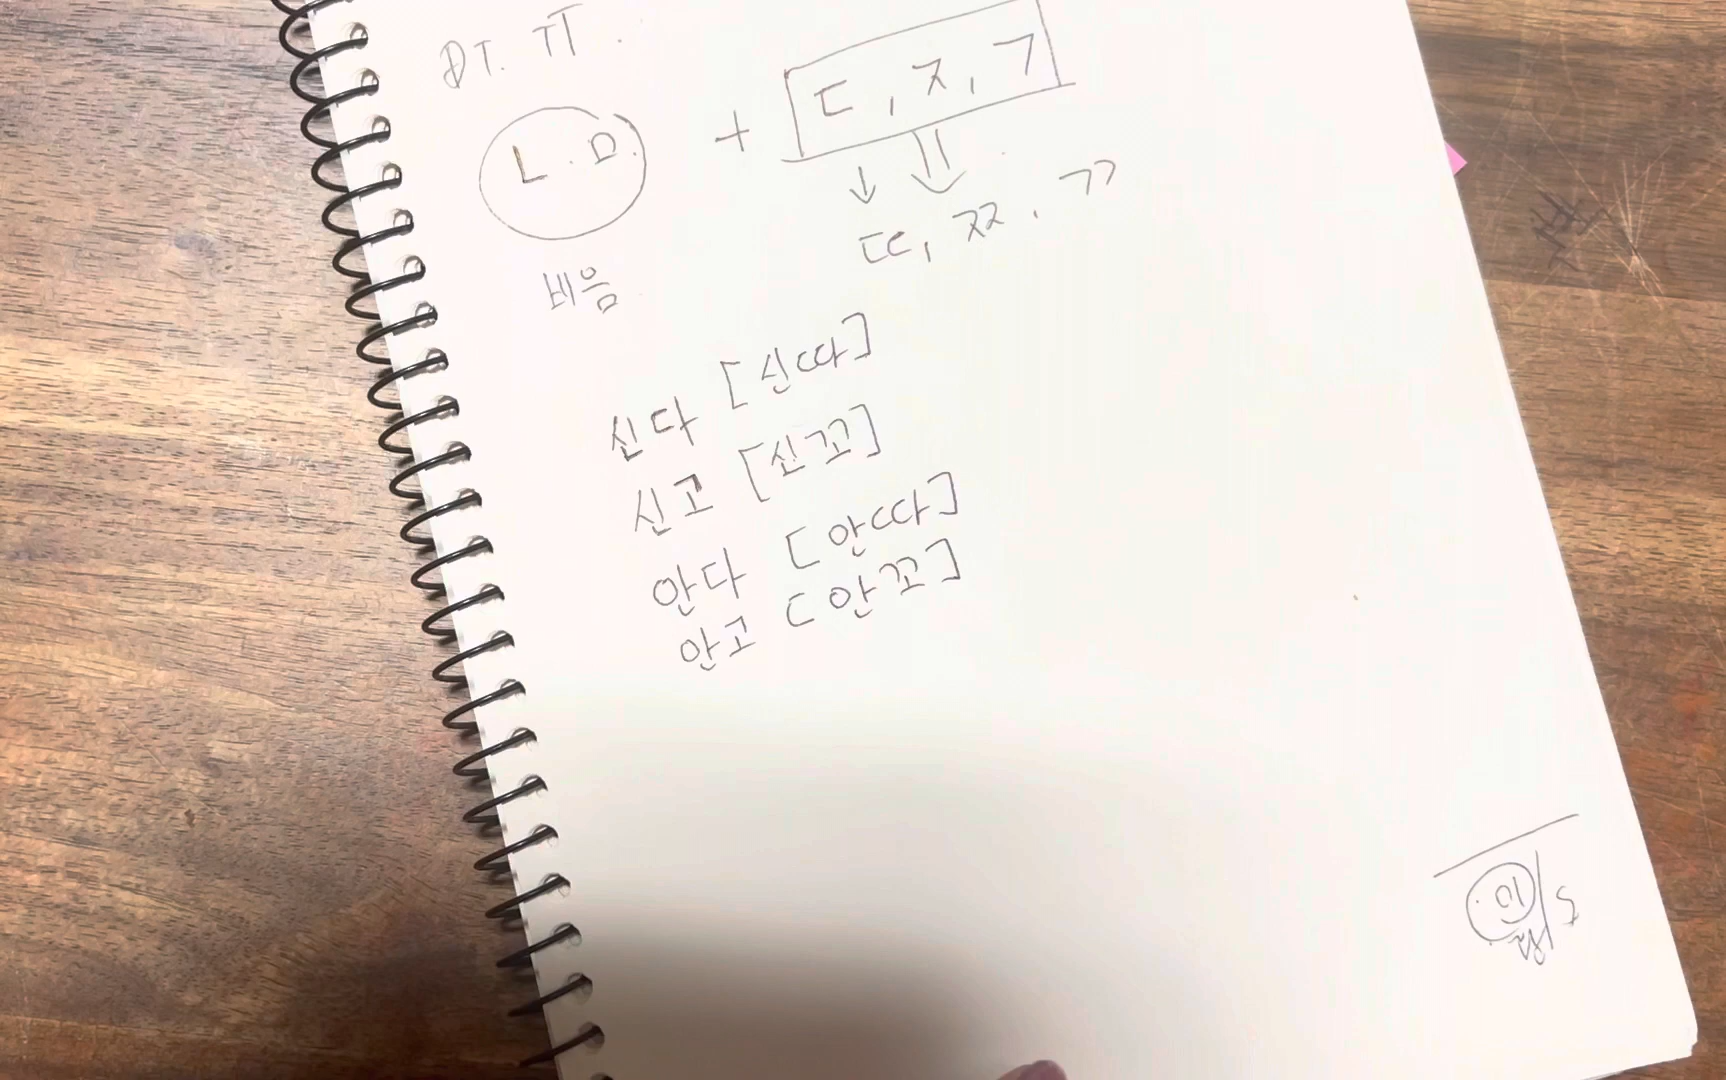 ㄴ.ㅁ. + ㄷ, ㅈ, ㄱ
↓ ⇓
ㄸ, ㅉ, ㄲ
비음
신다 [신따]
신고 [신꼬]
안다 [안따]
안고 [안꼬]